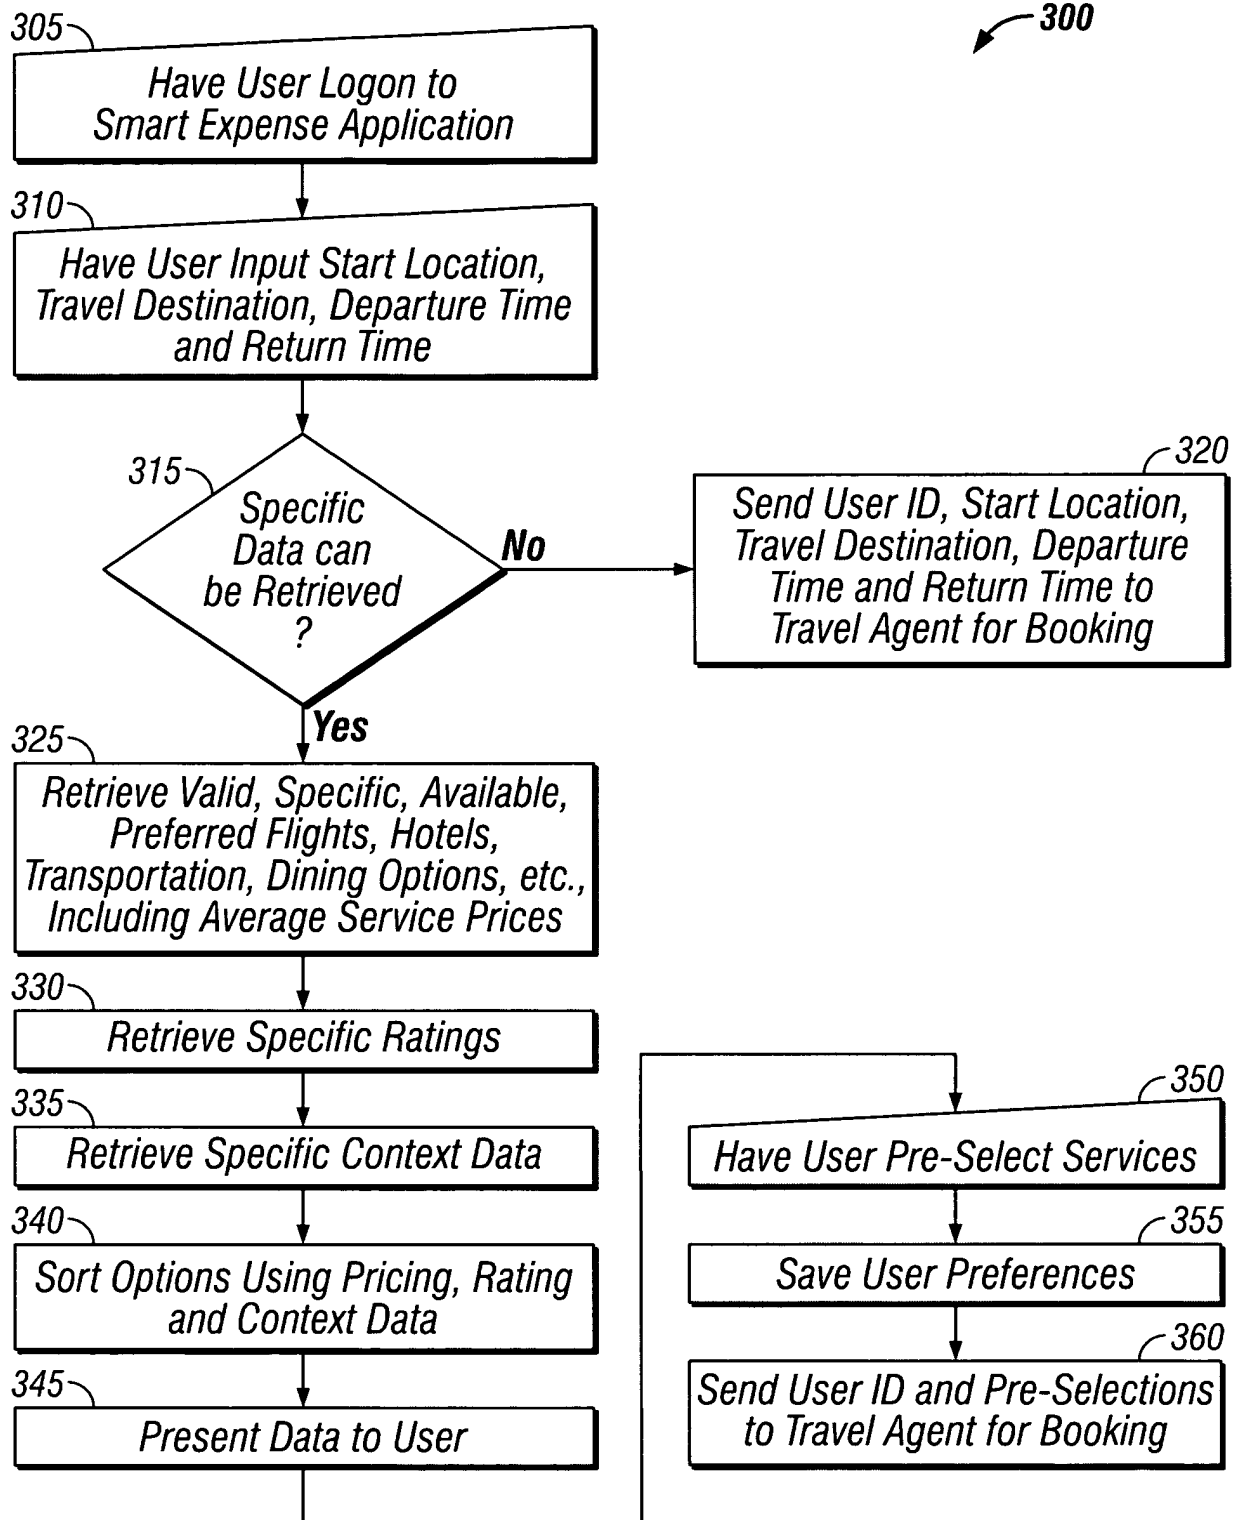 300
305
Have User Logon to
Smart Expense Application
310
Have User Input Start Location,
Travel Destination, Departure Time
and Return Time
315
Specific
Data can
be Retrieved
?
No
320
Send User ID, Start Location,
Travel Destination, Departure
Time and Return Time to
Travel Agent for Booking
Yes
325
Retrieve Valid, Specific, Available,
Preferred Flights, Hotels,
Transportation, Dining Options, etc.,
Including Average Service Prices
330
Retrieve Specific Ratings
335
Retrieve Specific Context Data
340
Sort Options Using Pricing, Rating
and Context Data
345
Present Data to User
350
Have User Pre-Select Services
355
Save User Preferences
360
Send User ID and Pre-Selections
to Travel Agent for Booking